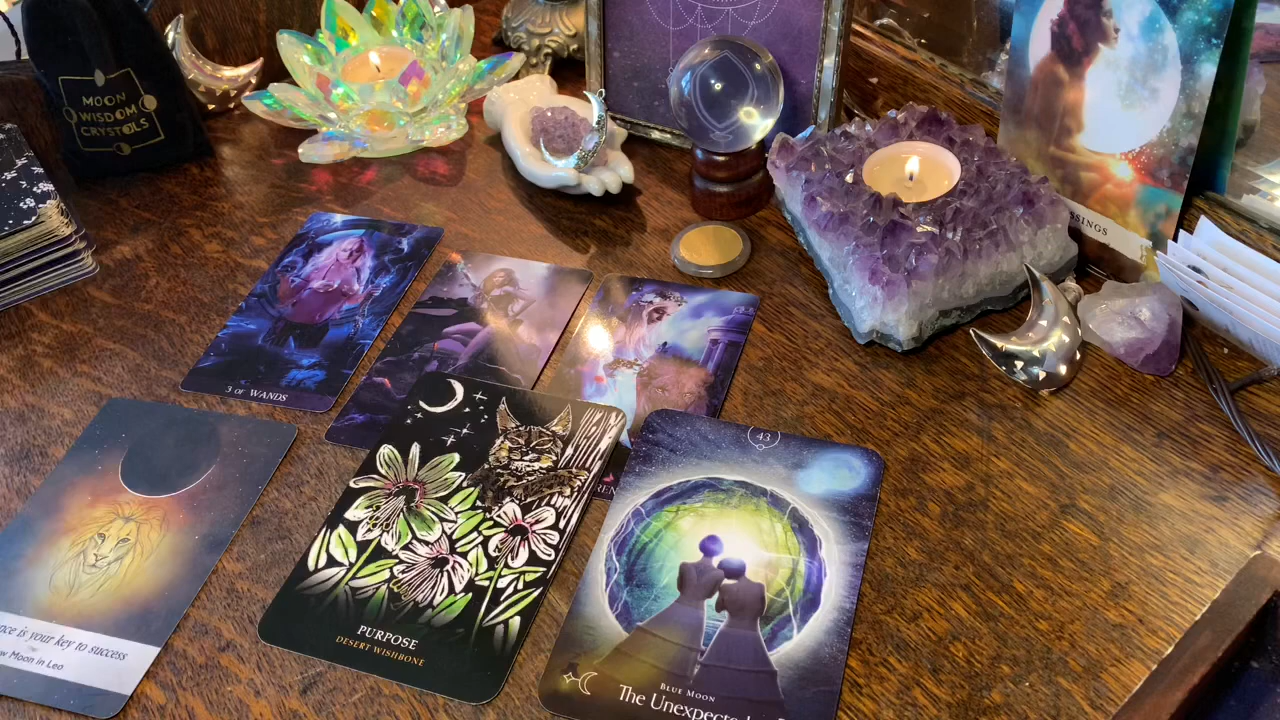 MOON
WISDOM
CRYSTALS
SSINGS
3 OF WANDS
43
PURPOSE
DESERT WISHBONE
nce is your key to success
w Moon in Leo
BLUE MOON
The Unexpected